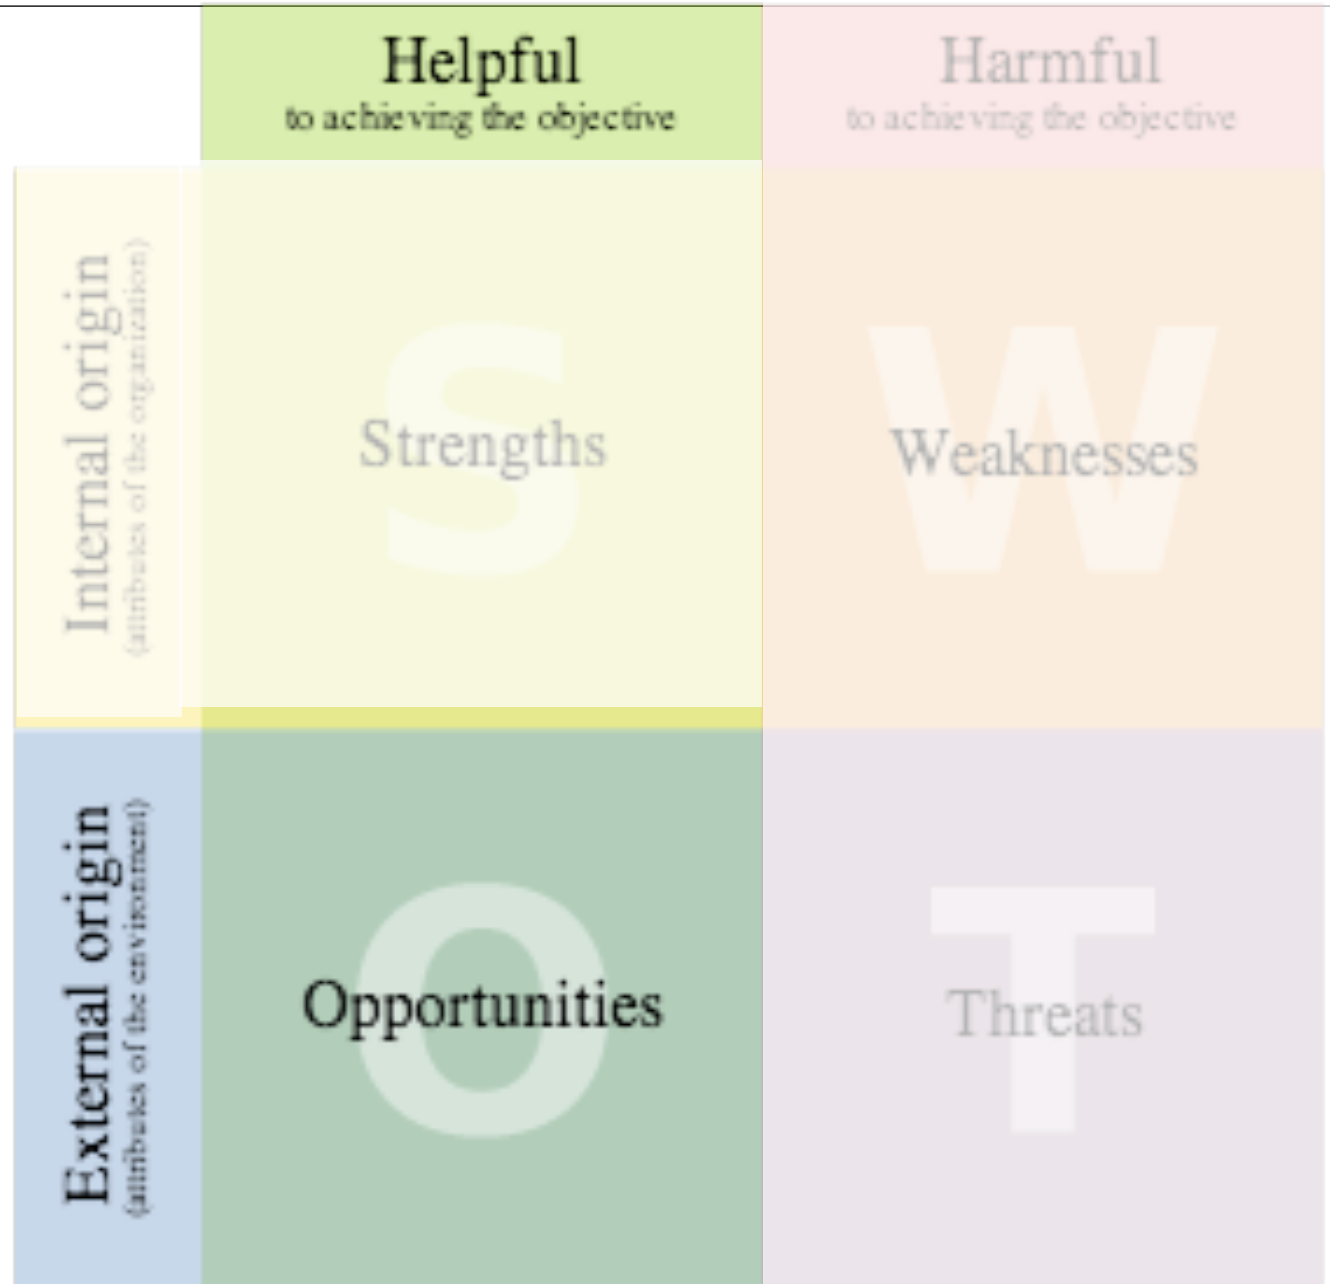 Helpful
to achieving the objective
Harmful
to achieving the objective
Internal origin
(attributes of the organization)
S
Strengths
W
Weaknesses
External origin
(attributes of the environment)
O
Opportunities
T
Threats